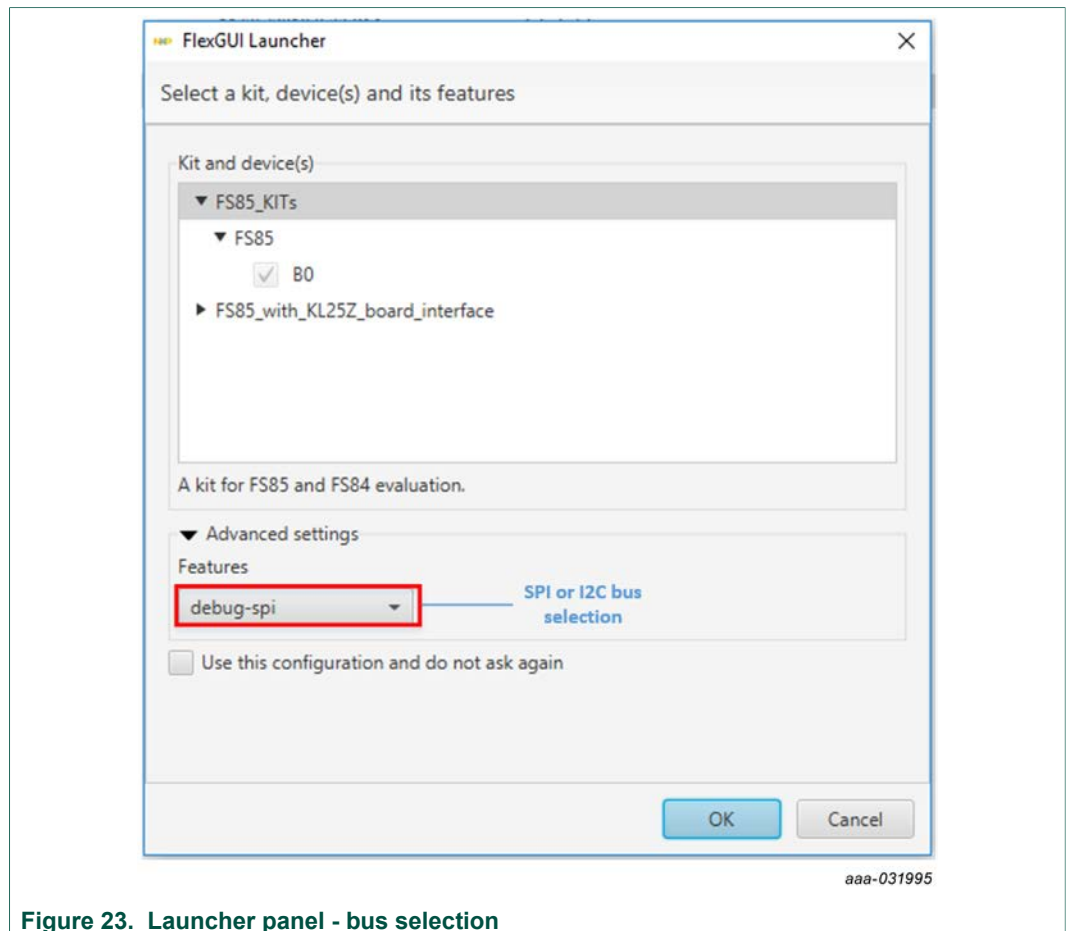 FlexGUI Launcher
Select a kit, device(s) and its features
Kit and device(s)
FS85_KITs
FS85
B0
FS85_with_KL25Z_board_interface
A kit for FS85 and FS84 evaluation.
Advanced settings
Features
debug-spi
SPI or I2C bus
selection
Use this configuration and do not ask again
OK Cancel
aaa-031995
Figure 23. Launcher panel - bus selection